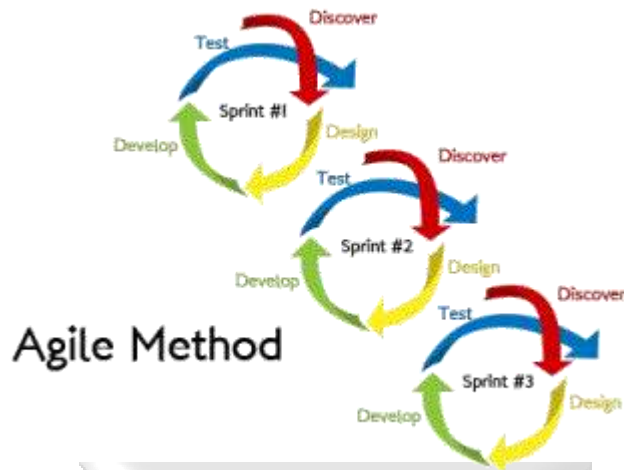 Discover
Test
Sprint #1
Develop
Design
Discover
Test
Sprint #2
Design
Develop
Discover
Test
Agile Method
Sprint #3
Design
Develop